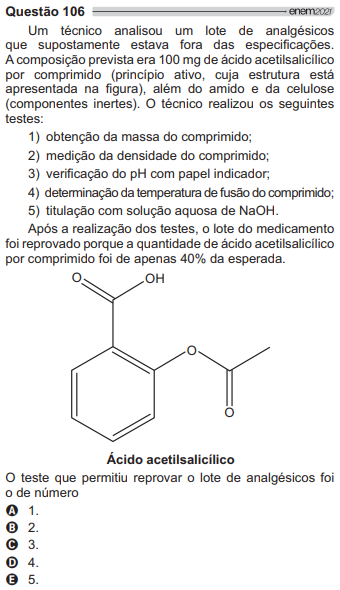 Questão 106 enem2021
Um técnico analisou um lote de analgésicos
que supostamente estava fora das especificações.
A composição prevista era 100 mg de ácido acetilsalicílico
por comprimido (princípio ativo, cuja estrutura está
apresentada na figura), além do amido e da celulose
(componentes inertes). O técnico realizou os seguintes
testes:
1) obtenção da massa do comprimido;
2) medição da densidade do comprimido;
3) verificação do pH com papel indicador;
4) determinação da temperatura de fusão do comprimido;
5) titulação com solução aquosa de NaOH.
Após a realização dos testes, o lote do medicamento
foi reprovado porque a quantidade de ácido acetilsalicílico
por comprimido foi de apenas 40% da esperada.
O OH
O
O
Ácido acetilsalicílico
O teste que permitiu reprovar o lote de analgésicos foi
o de número
A 1.
B 2.
C 3.
D 4.
E 5.